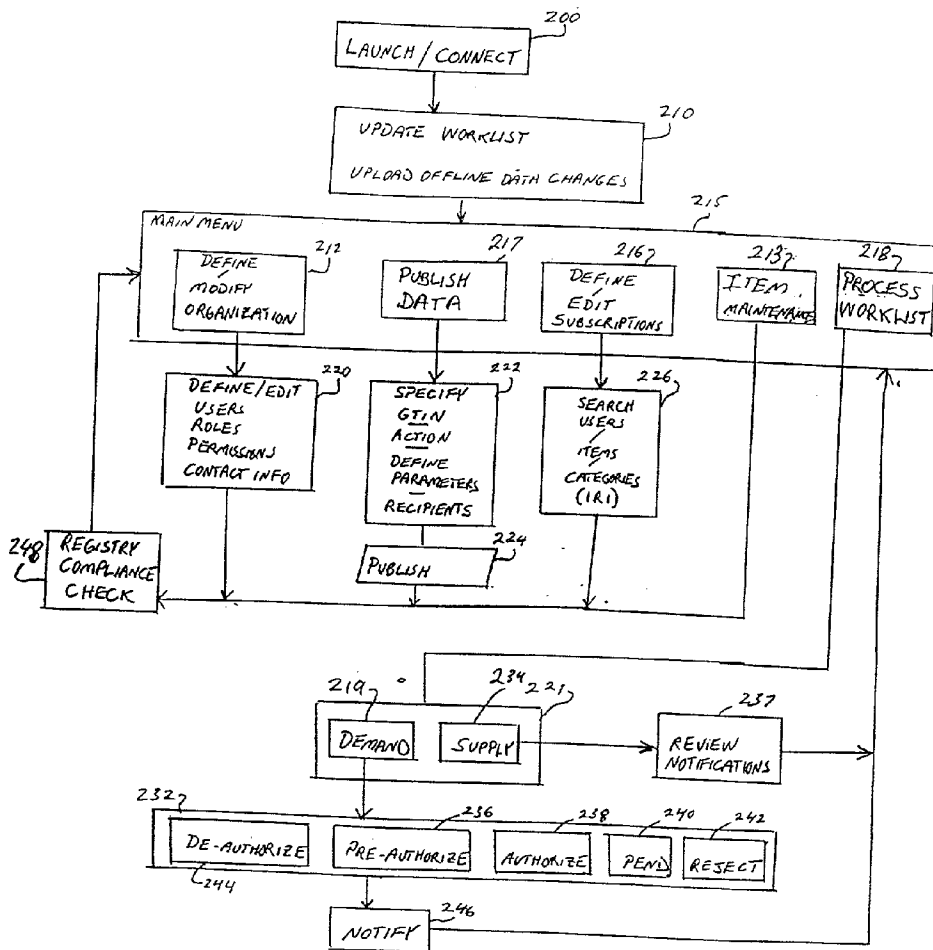 200
LAUNCH / CONNECT
210
UPDATE WORKLIST
UPLOAD OFFLINE DATA CHANGES
215
MAIN MENU
212
DEFINE
/
MODIFY
ORGANIZATION
217
PUBLISH
DATA
216
DEFINE
/
EDIT
SUBSCRIPTIONS
213
ITEM
MAINTENANCE
218
PROCESS
WORKLIST
220
DEFINE/EDIT
USERS
ROLES
PERMISSIONS
CONTACT INFO
222
SPECIFY
GTIN
ACTION
DEFINE
PARAMETERS
RECIPIENTS
226
SEARCH
USERS
/
ITEMS
/
CATEGORIES
(IRI)
224
PUBLISH
248
REGISTRY
COMPLIANCE
CHECK
219
234
221
DEMAND
SUPPLY
237
REVIEW
NOTIFICATIONS
232
236
238
240
242
DE-AUTHORIZE
PRE-AUTHORIZE
AUTHORIZE
PEND
REJECT
244
246
NOTIFY